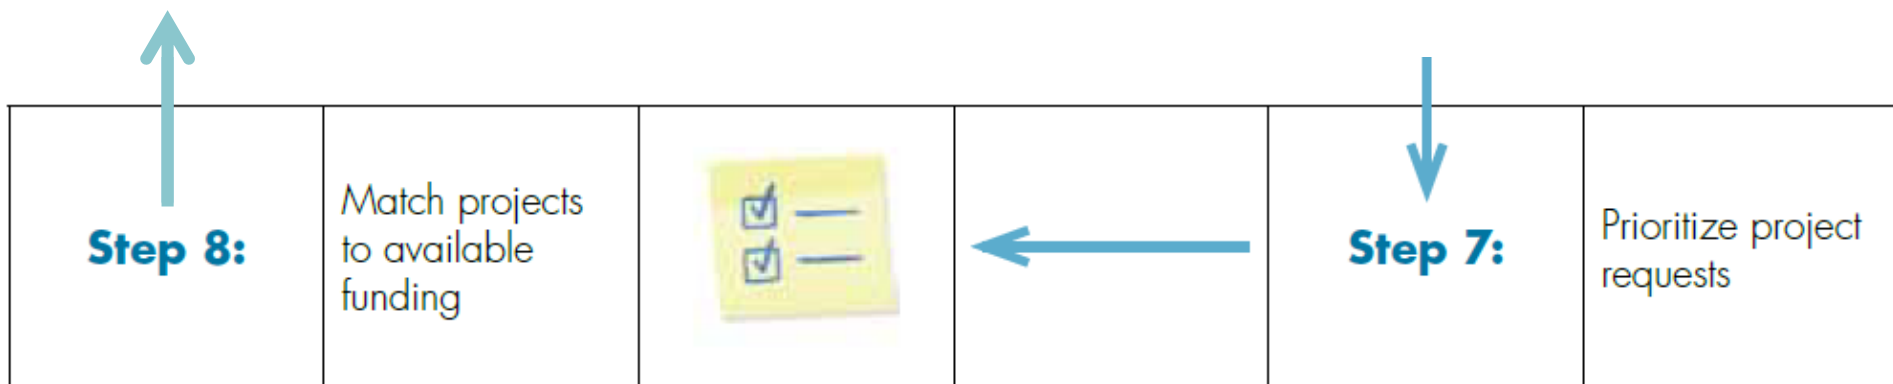 Step 8:
Match projects
to available
funding
Step 7:
Prioritize project
requests